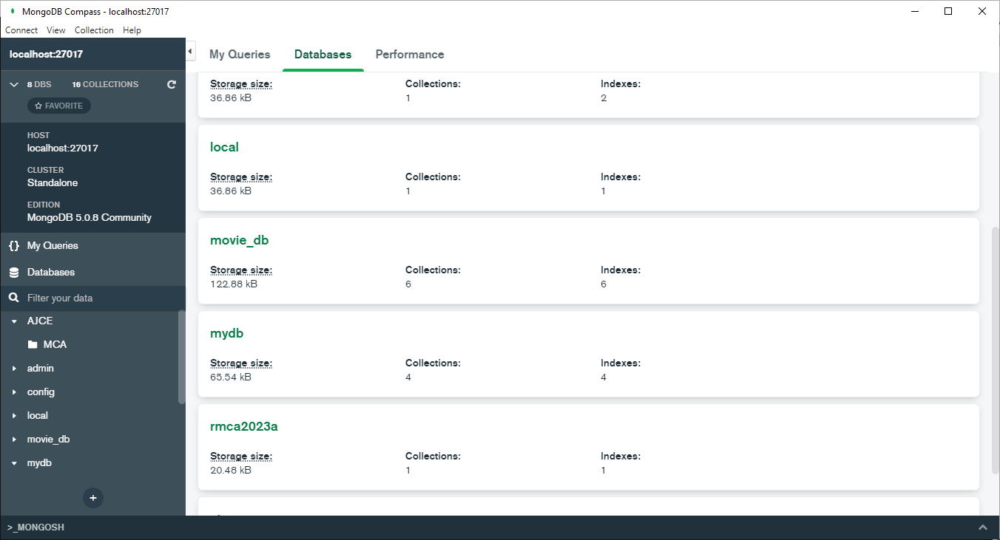 MongoDB Compass - localhost:27017
Connect View Collection Help
localhost:27017
8 DBS 16 COLLECTIONS
FAVORITE
HOST
localhost:27017
CLUSTER
Standalone
EDITION
MongoDB 5.0.8 Community
{} My Queries
Databases
Filter your data
AJCE
MCA
admin
config
local
movie_db
mydb
+
My Queries Databases Performance
Storage size: Collections: Indexes:
36.86 kB 1 2
local
Storage size: Collections: Indexes:
36.86 kB 1 1
movie_db
Storage size: Collections: Indexes:
122.88 kB 6 6
mydb
Storage size: Collections: Indexes:
65.54 kB 4 4
rmca2023a
Storage size: Collections: Indexes:
20.48 kB 1 1
>_MONGOSH